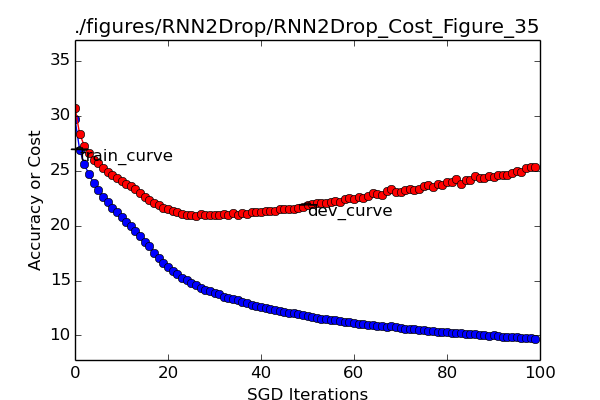 ./figures/RNN2Drop/RNN2Drop_Cost_Figure_35
Accuracy or Cost
35
30
25
20
15
10
train_curve
dev_curve
0
20
40
60
80
100
SGD Iterations